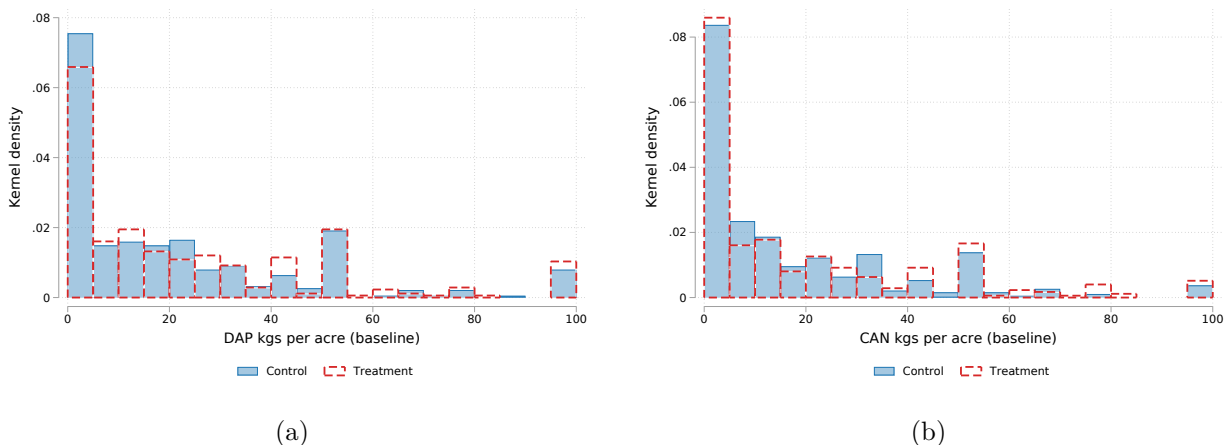 .08
.06
.04
.02
0
Kernel density
0 20 40 60 80 100
DAP kgs per acre (baseline)
Control Treatment
(a)
.08
.06
.04
.02
0
Kernel density
0 20 40 60 80 100
CAN kgs per acre (baseline)
Control Treatment
(b)